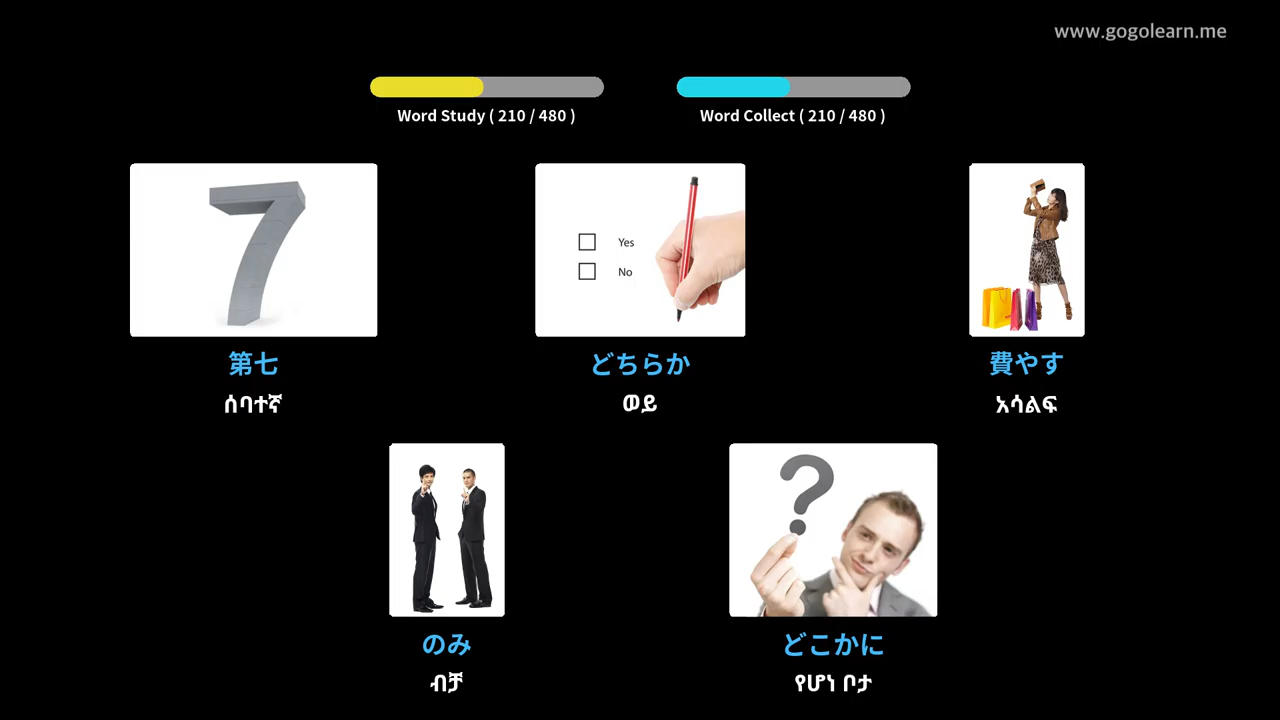 www.gogolearn.me
Word Study ( 210 / 480 )
Word Collect ( 210 / 480 )
Yes
No
第七
どちらか
費やす
ሰባተኛ
ወይ
አሳልፍ
のみ
どこかに
ብቻ
የሆነ ቦታ